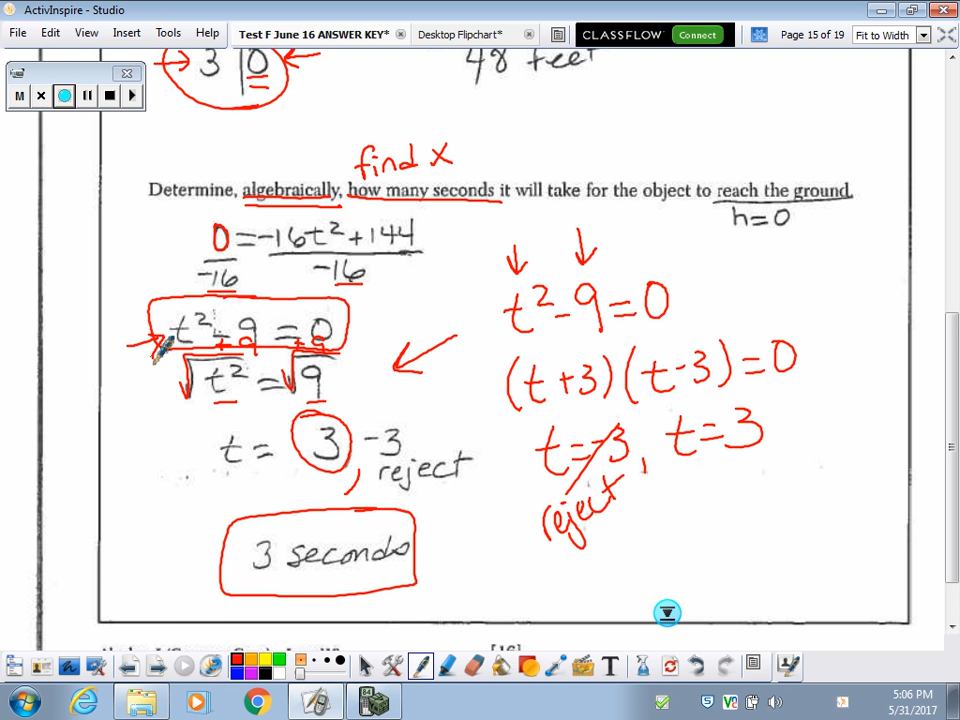 ActivInspire - Studio
File Edit View Insert Tools Help
Test F June 16 ANSWER KEY* Desktop Flipchart* CLASSFLOW Connect Page 15 of 19 Fit to Width
3 | 0 48 feet
M
find x
Determine, algebraically, how many seconds it will take for the object to reach the ground.
h=0
0 = -16t² + 144
-16 -16
t² - 9 = 0
+9 +9
√t² = √9
t = 3, -3
reject
3 seconds
t² - 9 = 0
(t + 3)(t - 3) = 0
t = -3, t = 3
reject
[16]
5:06 PM
5/31/2017